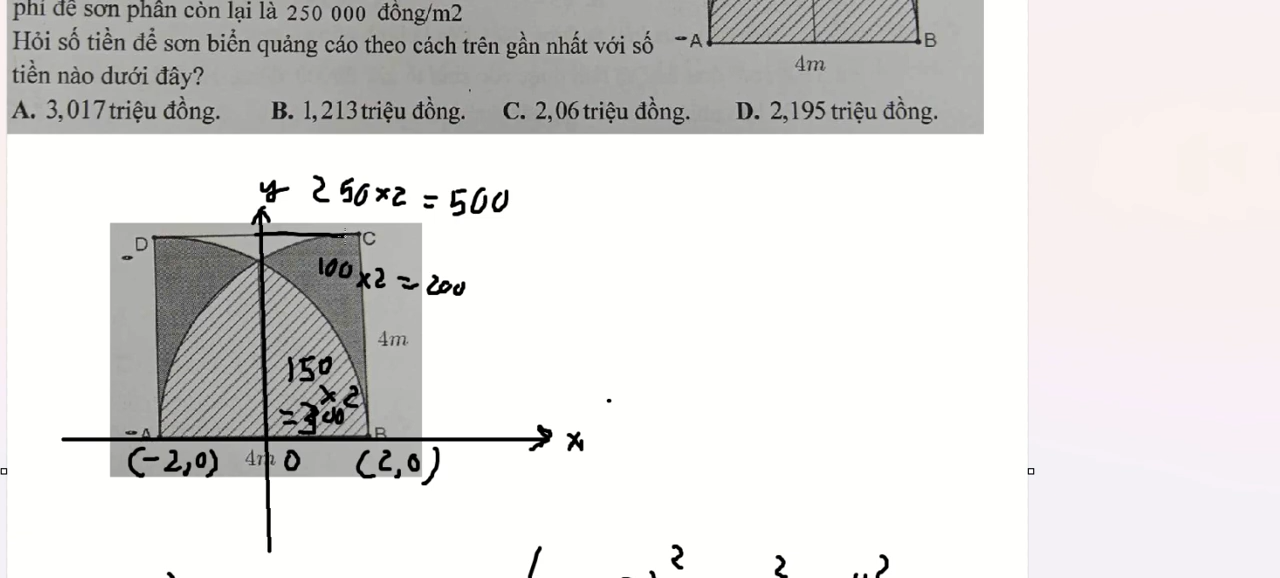 phí để sơn phần còn lại là 250 000 đồng/m2
Hỏi số tiền để sơn biển quảng cáo theo cách trên gần nhất với số
tiền nào dưới đây?
A. 3,017 triệu đồng. B. 1,213 triệu đồng. C. 2,06 triệu đồng. D. 2,195 triệu đồng.
A B
4m
y 250×2 = 500
D C
100 ×2 = 200
4m
150 ×2
= 300
A B
x
(-2,0) 4m 0 (2,0)
( 2 2 2